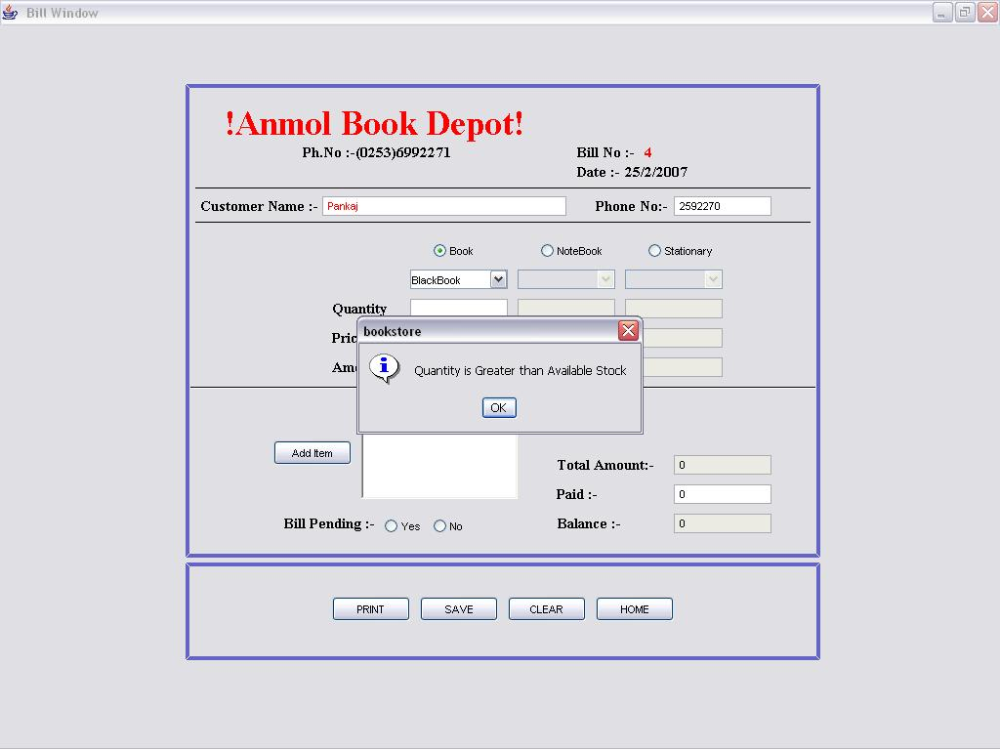 Bill Window
!Anmol Book Depot!
Ph.No :-(0253)6992271
Bill No :- 4
Date :- 25/2/2007
Customer Name :- Pankaj Phone No:- 2592270
Book NoteBook Stationary
BlackBook
Quantity
bookstore
Quantity is Greater than Available Stock
OK
Add Item
Total Amount:- 0
Paid :- 0
Bill Pending :- Yes No
Balance :- 0
PRINT SAVE CLEAR HOME